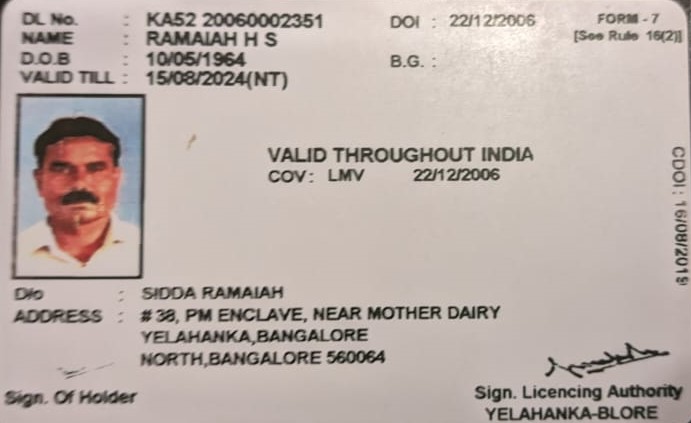 DL No. : KA52 20060002351 DOI : 22/12/2006 FORM - 7
NAME : RAMAIAH H S [See Rule 16(2)]
D.O.B : 10/05/1964 B.G. :
VALID TILL : 15/08/2024(NT)
VALID THROUGHOUT INDIA
COV: LMV 22/12/2006
CDOI : 16/08/2019
D/o : SIDDA RAMAIAH
ADDRESS : # 38, PM ENCLAVE, NEAR MOTHER DAIRY
YELAHANKA,BANGALORE
NORTH,BANGALORE 560064
Sign. Of Holder
Sign. Licencing Authority
YELAHANKA-BLORE